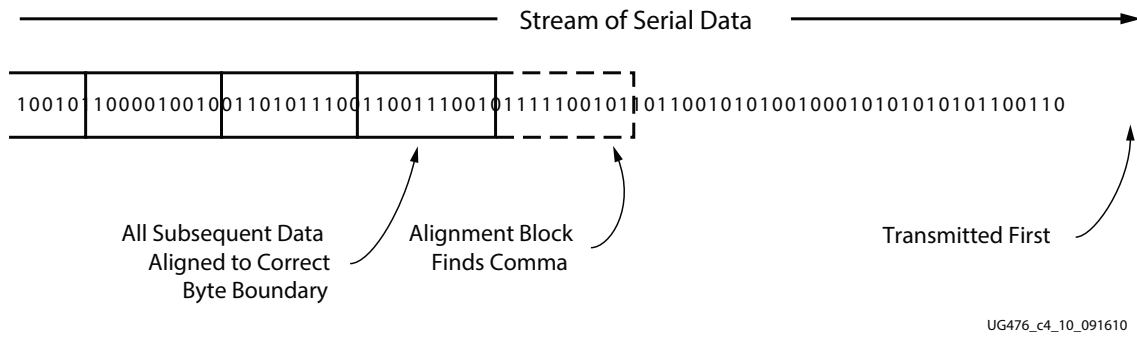 Stream of Serial Data
10010110000100100011010111001100111001011111001011011001010100100010101010101100110
All Subsequent Data
Aligned to Correct
Byte Boundary
Alignment Block
Finds Comma
Transmitted First
UG476_c4_10_091610